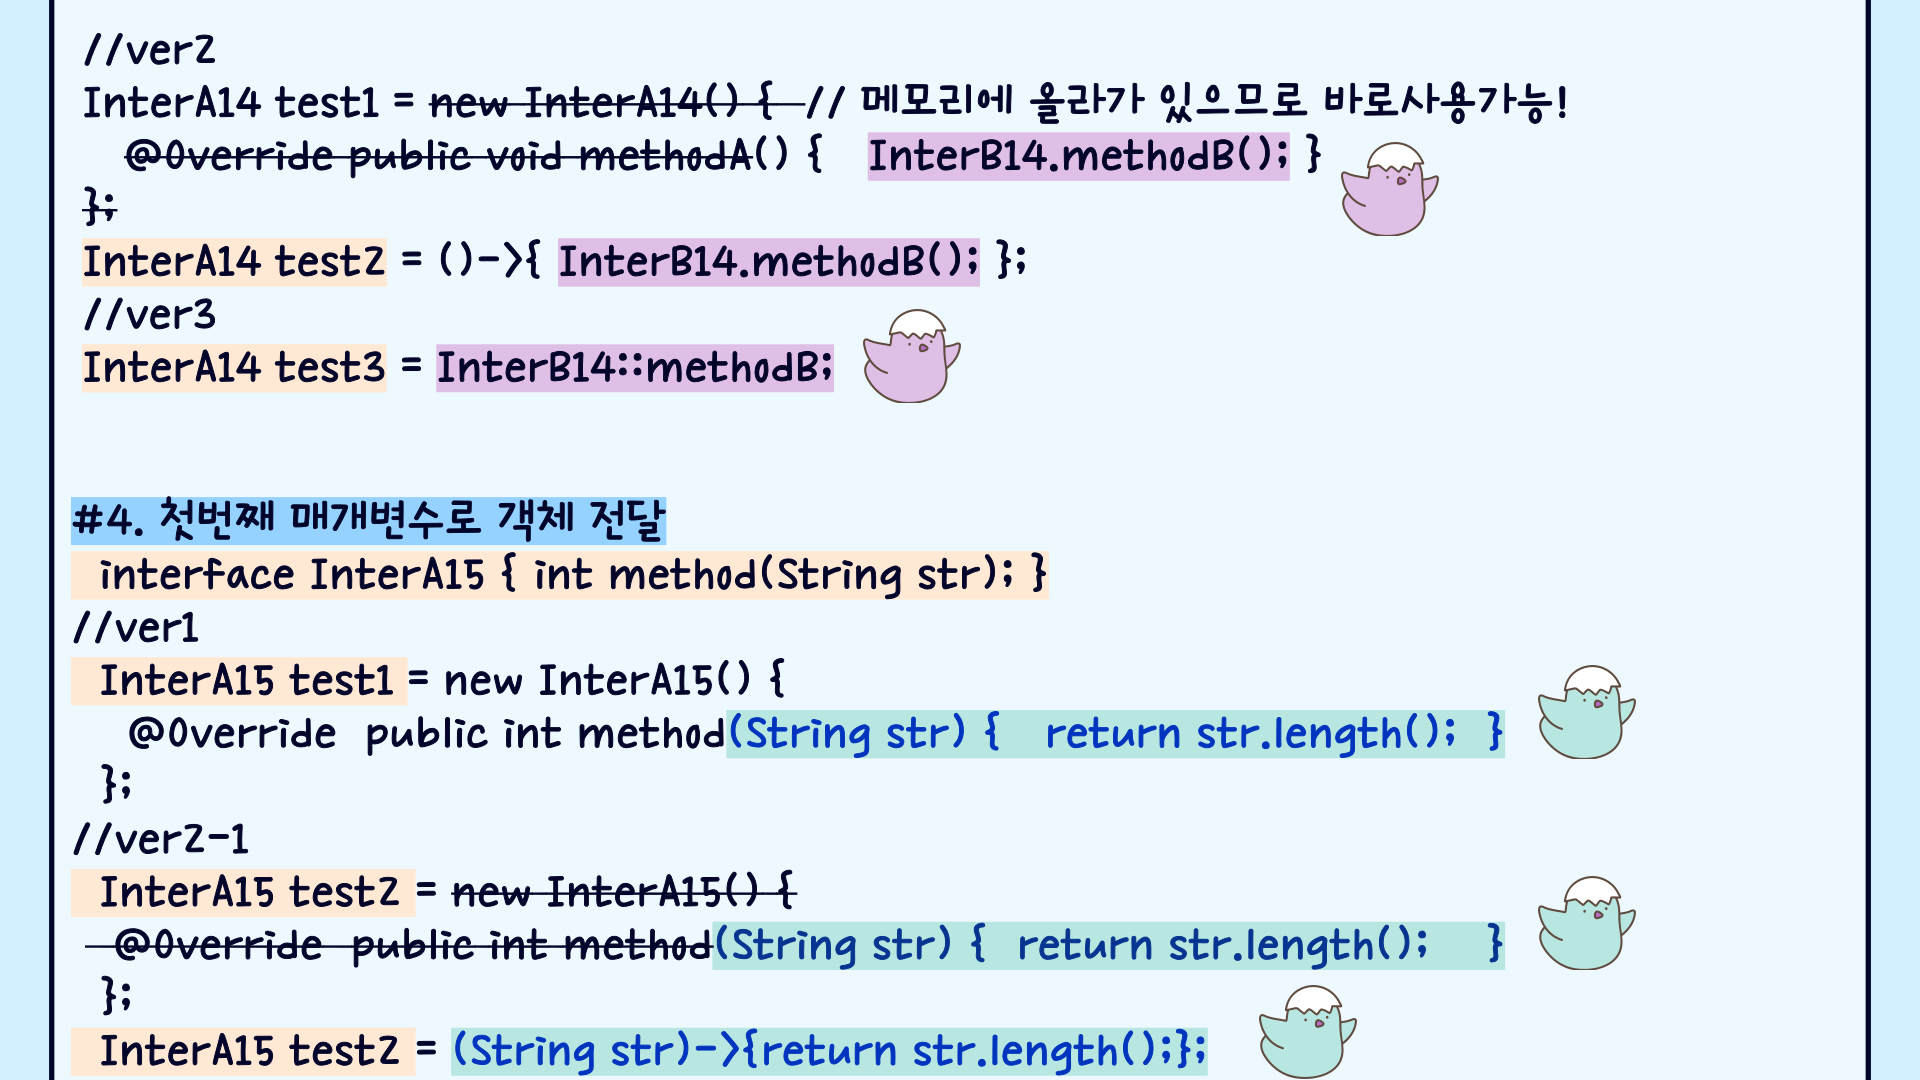 //ver2
InterA14 test1 = new InterA14() { // 메모리에 올라가 있으므로 바로사용가능!
@Override public void methodA() { InterB14.methodB(); }
};
InterA14 test2 = ()->{ InterB14.methodB(); };
//ver3
InterA14 test3 = InterB14::methodB;
#4. 첫번째 매개변수로 객체 전달
interface InterA15 { int method(String str); }
//ver1
InterA15 test1 = new InterA15() {
@Override public int method(String str) { return str.length(); }
};
//ver2-1
InterA15 test2 = new InterA15() {
@Override public int method(String str) { return str.length(); }
};
InterA15 test2 = (String str)->{return str.length();};